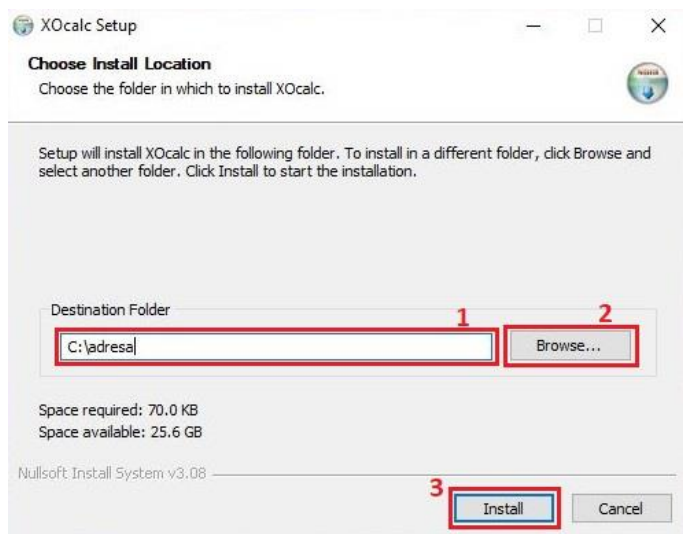 XOcalc Setup
Choose Install Location
Choose the folder in which to install XOcalc.
Setup will install XOcalc in the following folder. To install in a different folder, click Browse and
select another folder. Click Install to start the installation.
Destination Folder
1
2
C:\adresa
Browse...
Space required: 70.0 KB
Space available: 25.6 GB
Nullsoft Install System v3.08
3
Install
Cancel